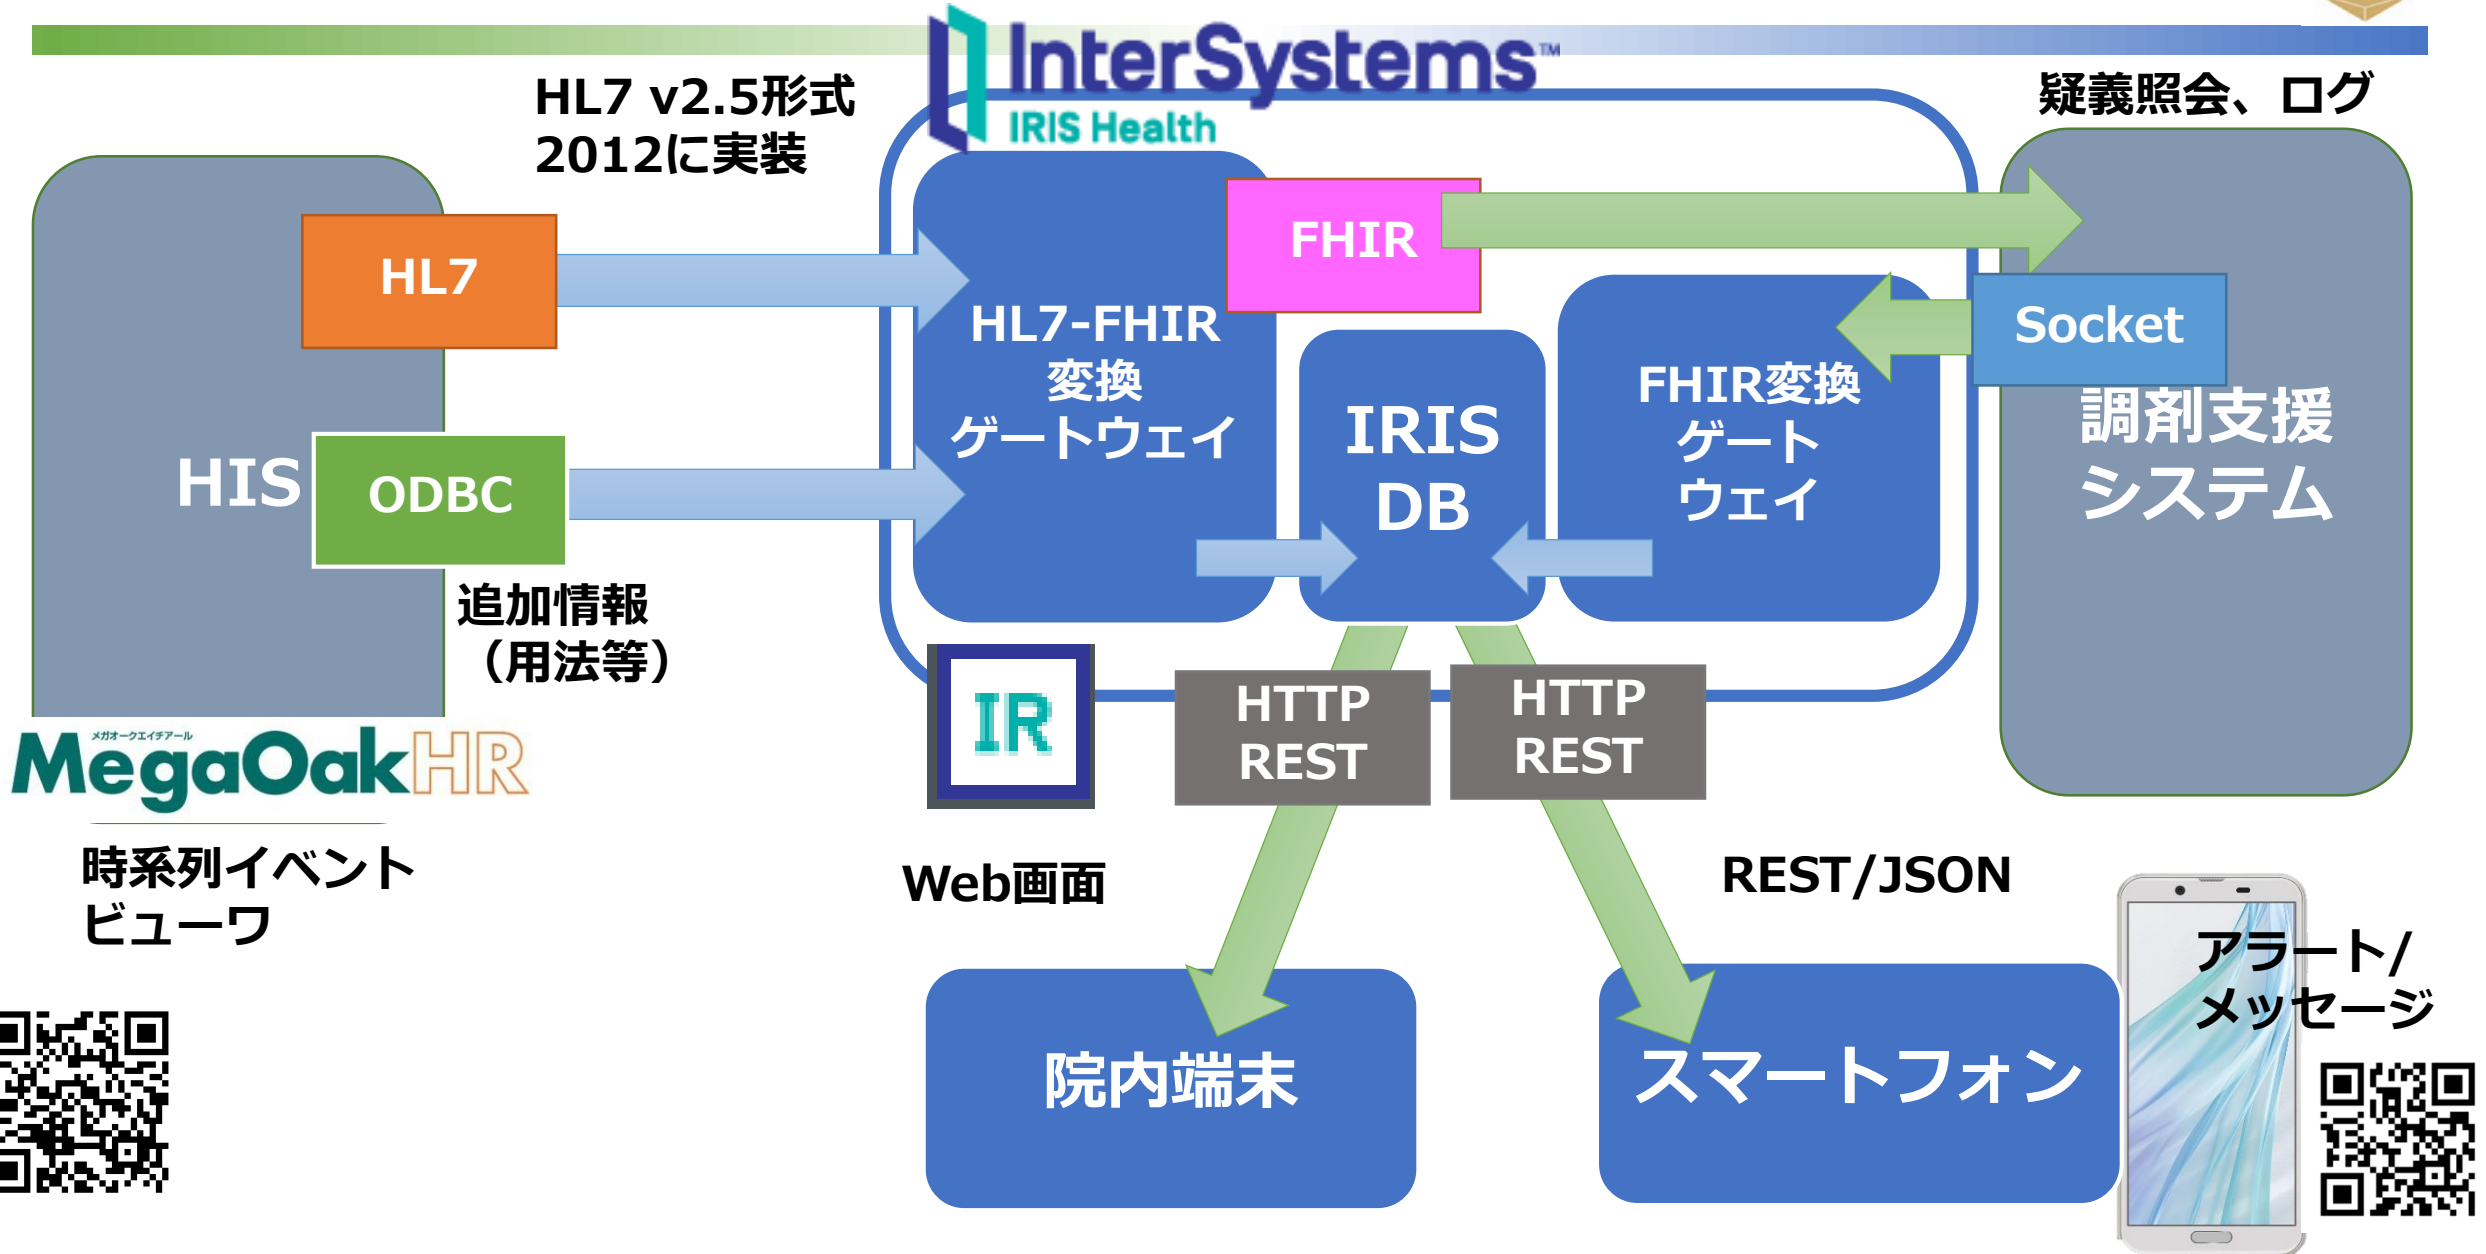 InterSystems™
IRIS Health
HL7 v2.5形式
2012に実装
疑義照会、ログ
HL7
FHIR
HL7-FHIR
変換
ゲートウェイ
Socket
FHIR変換
ゲート
ウェイ
IRIS
DB
調剤支援
システム
HIS
ODBC
追加情報
（用法等）
IR
HTTP
REST
HTTP
REST
メガオークエイチアール
MegaOakHR
時系列イベント
ビューワ
Web画面
REST/JSON
アラート/
メッセージ
院内端末
スマートフォン